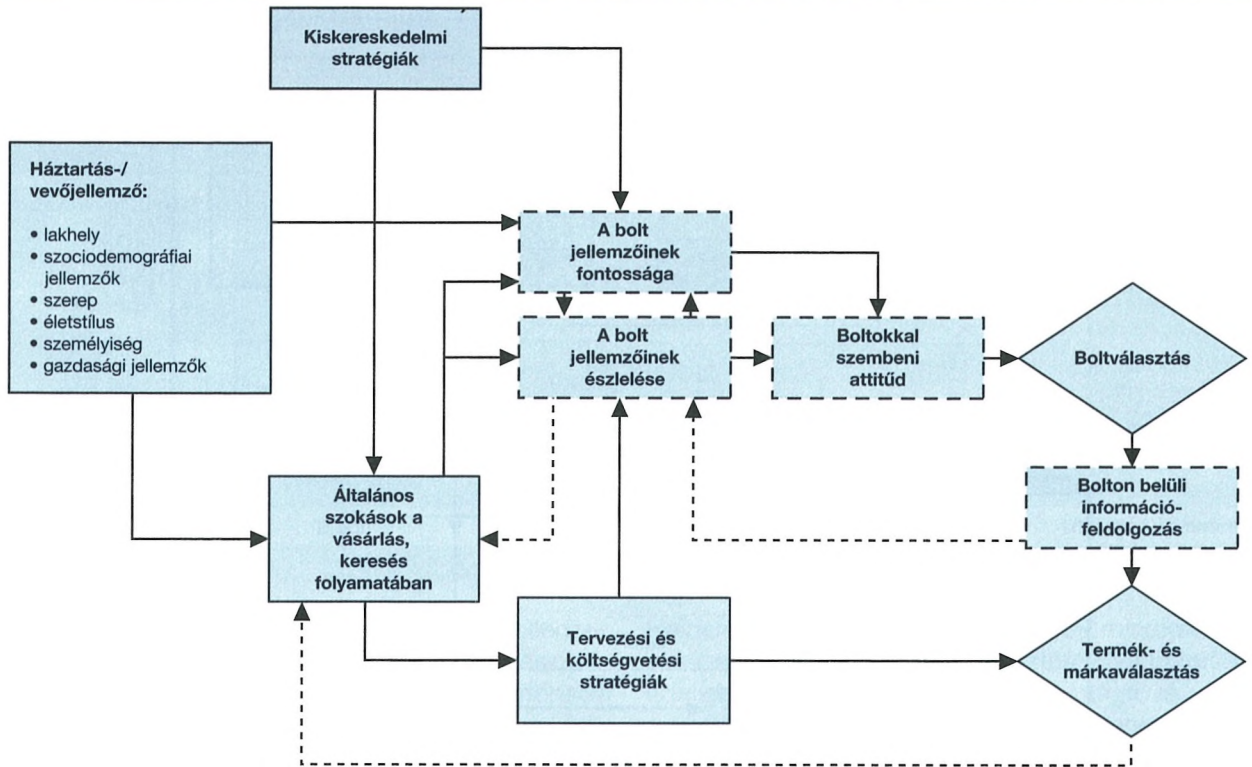 Kiskereskedelmi
stratégiák
Háztartás-/
vevőjellemző:
• lakhely
• szociodemográfiai
jellemzők
• szerep
• életstílus
• személyiség
• gazdasági jellemzők
A bolt
jellemzőinek
fontossága
A bolt
jellemzőinek
észlelése
Boltokkal
szembeni
attitűd
Boltválasztás
Bolton belüli
információ-
feldolgozás
Általános
szokások a
vásárlás,
keresés
folyamatában
Tervezési és
költségvetési
stratégiák
Termék- és
márkaválasztás